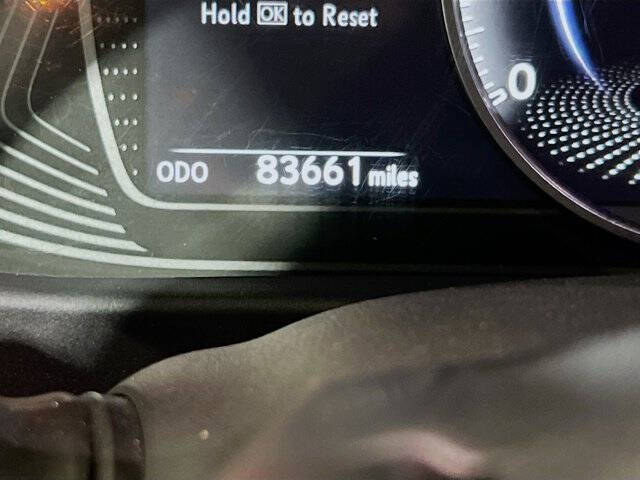 Hold OK to Reset
0
ODO 83661 miles